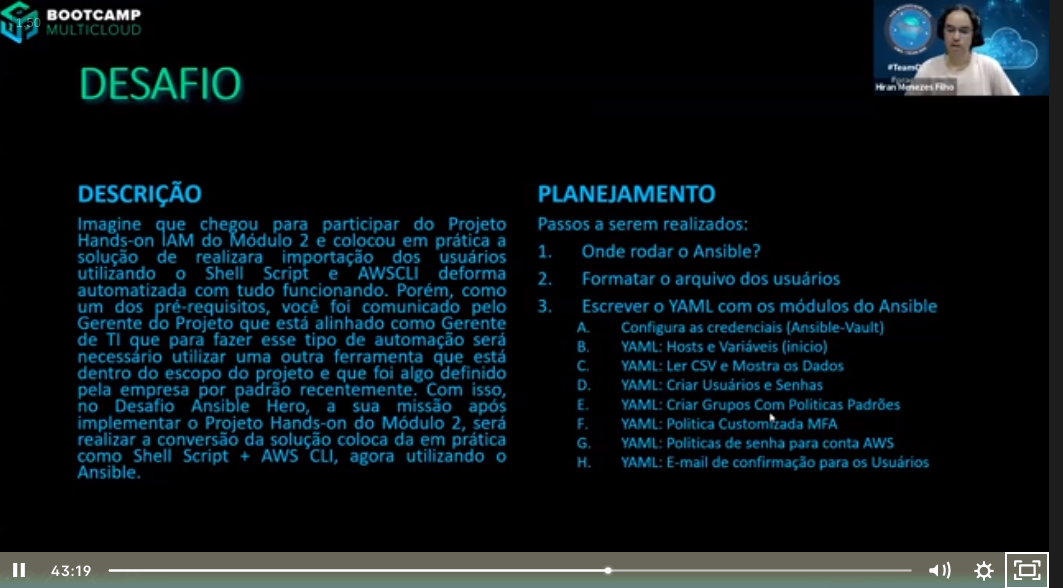 BOOTCAMP
MULTICLOUD
1.50
#TeamO
Hiran Menezes Filho
DESAFIO
DESCRIÇÃO
Imagine que chegou para participar do Projeto
Hands-on IAM do Módulo 2 e colocou em prática a
solução de realizara importação dos usuários
utilizando o Shell Script e AWSCLI deforma
automatizada com tudo funcionando. Porém, como
um dos pré-requisitos, você foi comunicado pelo
Gerente do Projeto que está alinhado como Gerente
de TI que para fazer esse tipo de automação será
necessário utilizar uma outra ferramenta que está
dentro do escopo do projeto e que foi algo definido
pela empresa por padrão recentemente. Com isso,
no Desafio Ansible Hero, a sua missão após
implementar o Projeto Hands-on do Módulo 2, será
realizar a conversão da solução coloca da em prática
como Shell Script + AWS CLI, agora utilizando o
Ansible.
PLANEJAMENTO
Passos a serem realizados:
1. Onde rodar o Ansible?
2. Formatar o arquivo dos usuários
3. Escrever o YAML com os módulos do Ansible
A. Configura as credenciais (Ansible-Vault)
B. YAML: Hosts e Variáveis (inicio)
C. YAML: Ler CSV e Mostra os Dados
D. YAML: Criar Usuários e Senhas
E. YAML: Criar Grupos Com Politicas Padrões
F. YAML: Politica Customizada MFA
G. YAML: Politicas de senha para conta AWS
H. YAML: E-mail de confirmação para os Usuários
43:19